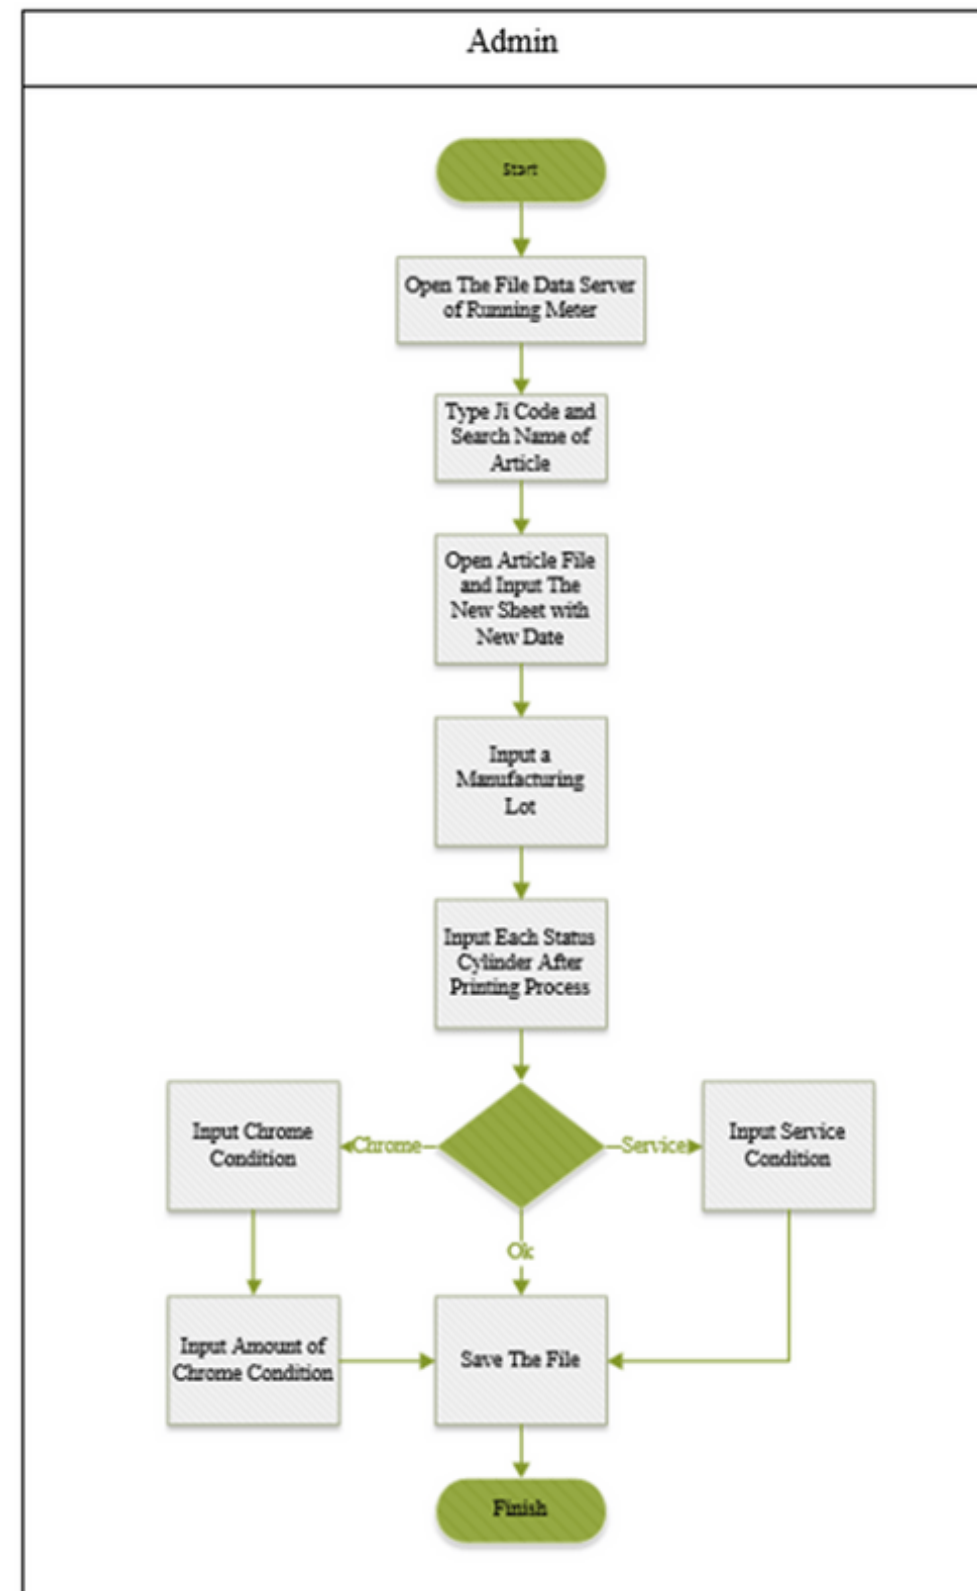 Admin
Start
Open The File Data Server
of Running Meter
Type Ji Code and
Search Name of
Article
Open Article File
and Input The
New Sheet with
New Date
Input a
Manufacturing
Lot
Input Each Status
Cylinder After
Printing Process
Input Chrome
Condition
Chrome
Service
Input Service
Condition
Ok
Input Amount of
Chrome Condition
Save The File
Finish